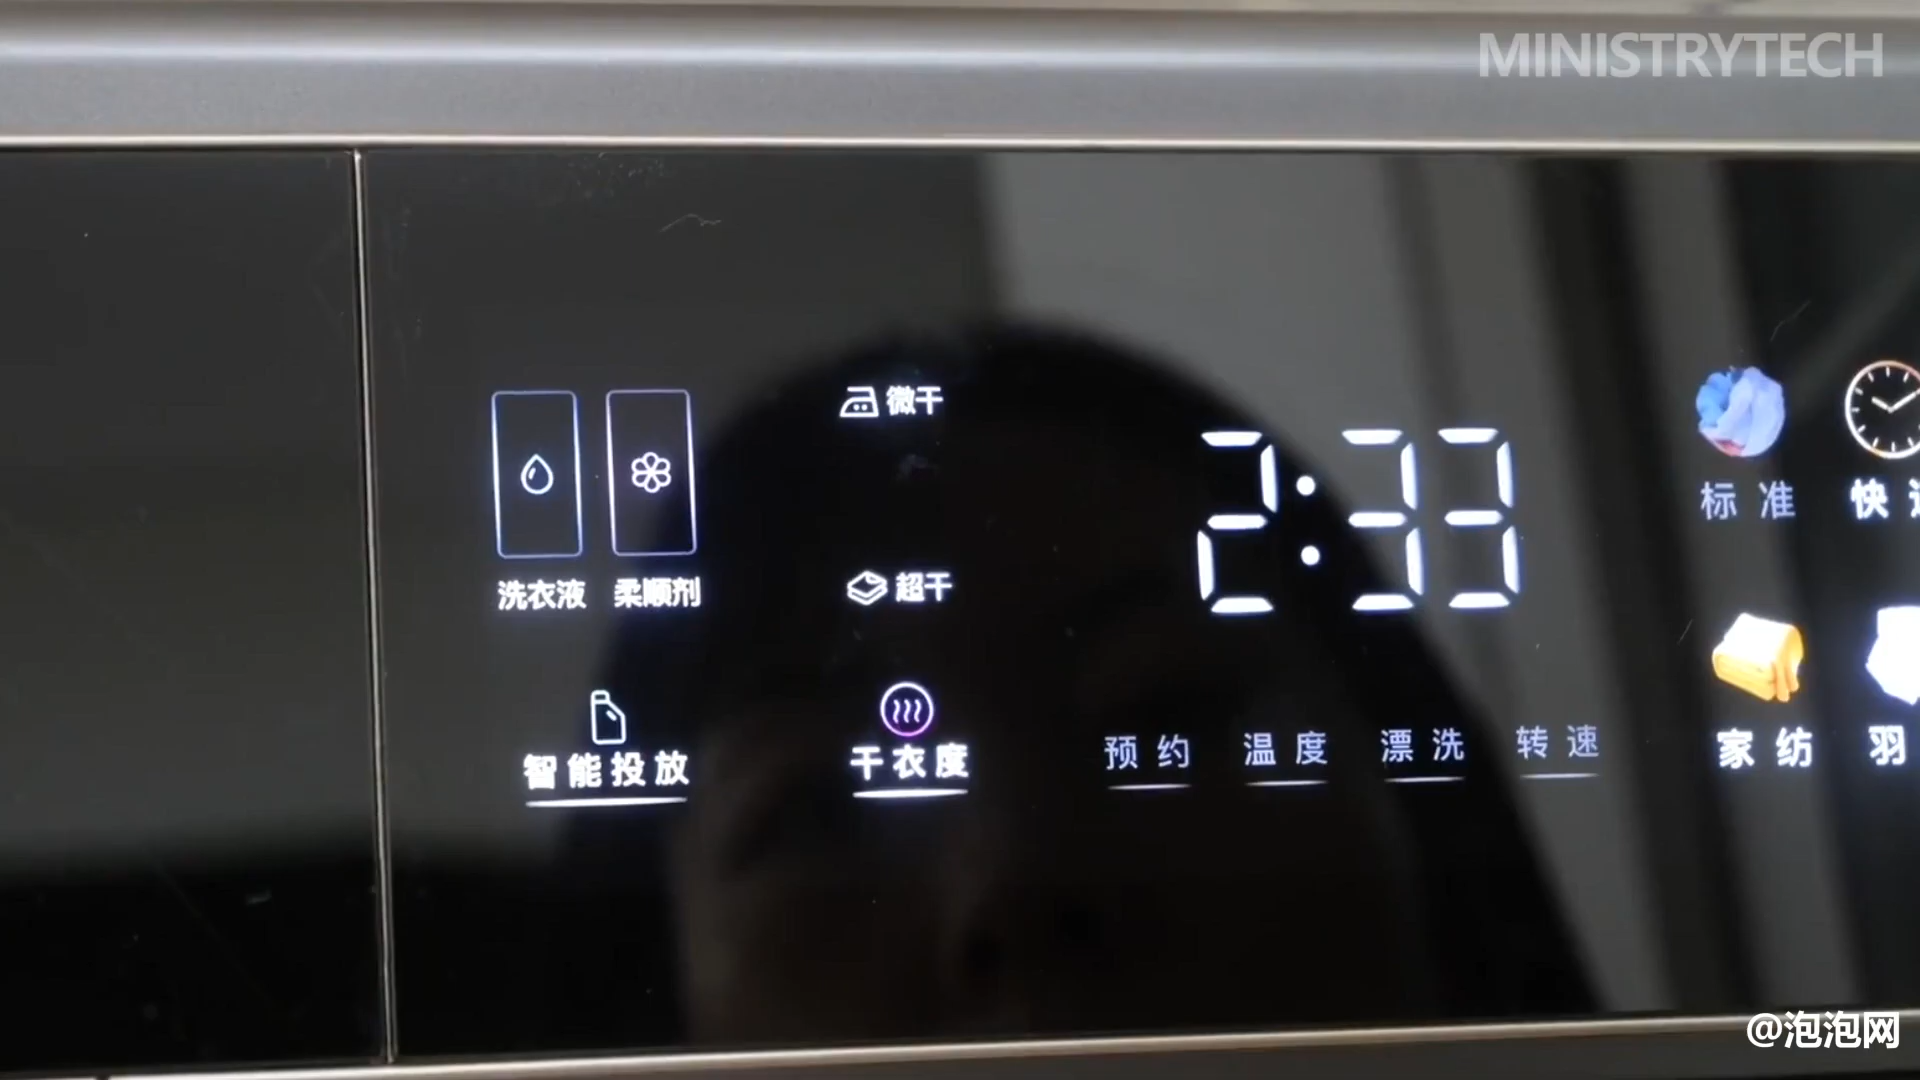 MINISTRYTECH
微干
2:33
标准
快
洗衣液 柔顺剂
超干
智能投放
干衣度
预约 温度 漂洗 转速
家纺
羽
@泡泡网